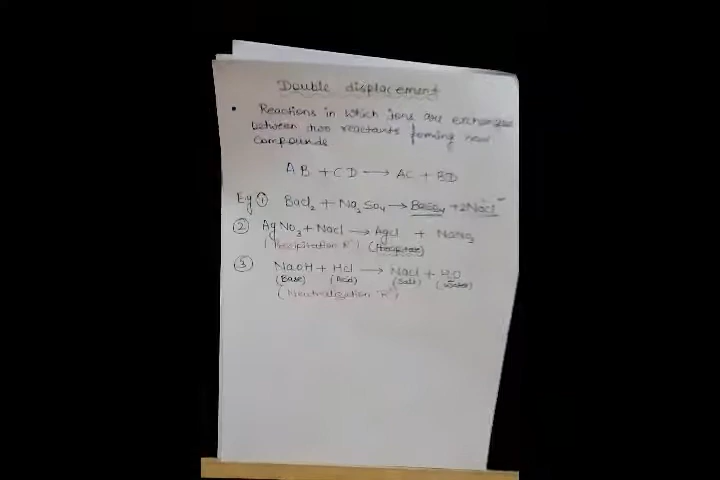 Double displacement
• Reactions in which ions are exchanged
between two reactants forming new
compounds
AB + CD → AC + BD
Eg ① BaCl₂ + Na₂SO₄ → BaSO₄ + 2NaCl
② AgNO₃ + NaCl → AgCl + NaNO₃
(Precipitation Rⁿ) (Precipitate)
③ NaOH + HCl → NaCl + H₂O
(Base) (Acid) (Salt) (Water)
(Neutralization Rⁿ)